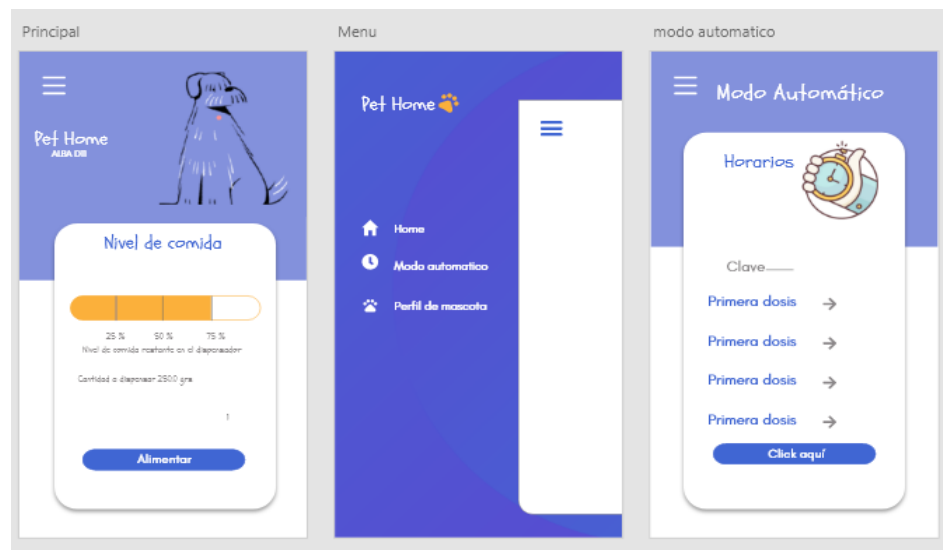 Principal
Pet Home
ALBA DIII
Nivel de comida
25 % 50 % 75 %
Nivel de comida restante en el dispensador
Cantidad a dispensar 250.0 grs
1
Alimentar
Menu
Pet Home
Home
Modo automatico
Perfil de mascota
modo automatico
Modo Automático
Horarios
Clave
Primera dosis
Primera dosis
Primera dosis
Primera dosis
Click aquí